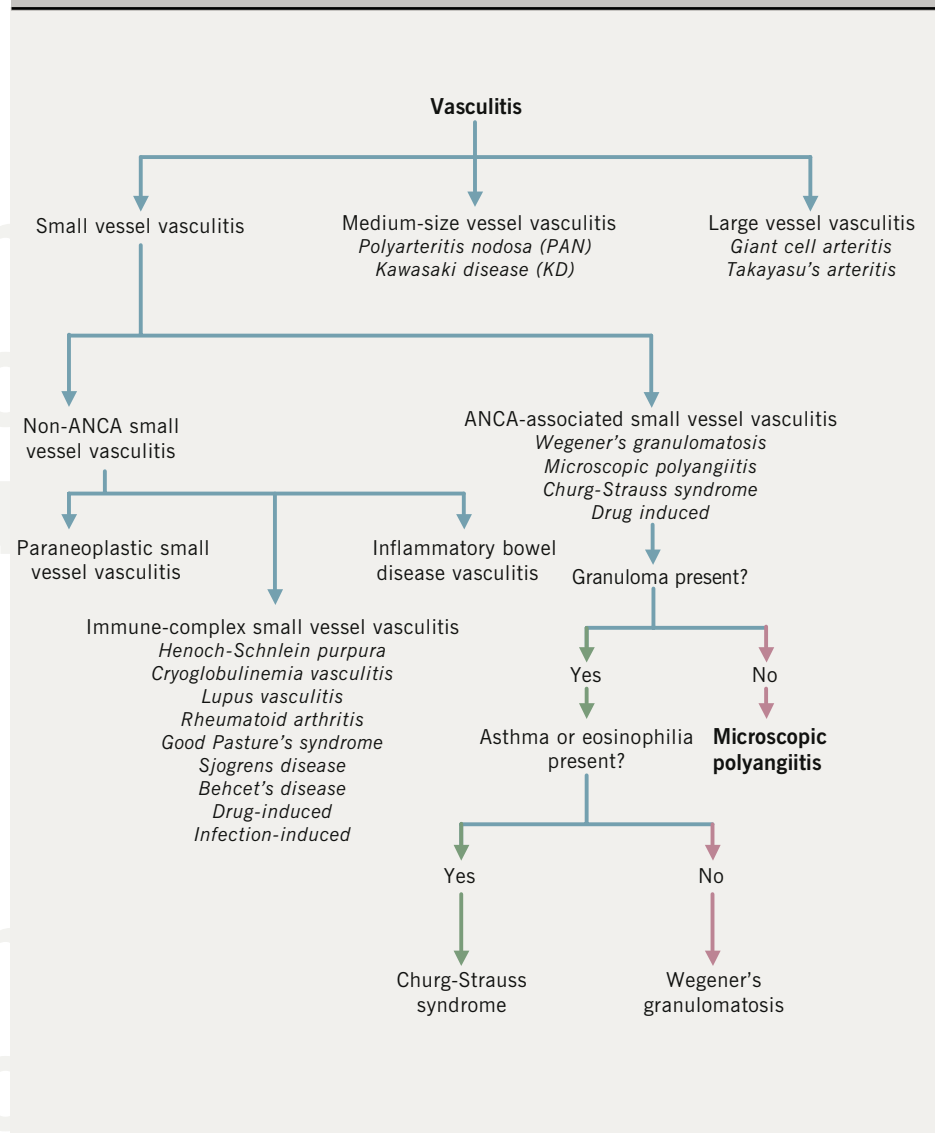 Vasculitis
Small vessel vasculitis
Medium-size vessel vasculitis
Polyarteritis nodosa (PAN)
Kawasaki disease (KD)
Large vessel vasculitis
Giant cell arteritis
Takayasu's arteritis
Non-ANCA small
vessel vasculitis
ANCA-associated small vessel vasculitis
Wegener's granulomatosis
Microscopic polyangiitis
Churg-Strauss syndrome
Drug induced
Paraneoplastic small
vessel vasculitis
Inflammatory bowel
disease vasculitis
Immune-complex small vessel vasculitis
Henoch-Schnlein purpura
Cryoglobulinemia vasculitis
Lupus vasculitis
Rheumatoid arthritis
Good Pasture's syndrome
Sjogrens disease
Behcet's disease
Drug-induced
Infection-induced
Granuloma present?
Yes
No
Asthma or eosinophilia
present?
Microscopic
polyangiitis
Yes
No
Churg-Strauss
syndrome
Wegener's
granulomatosis